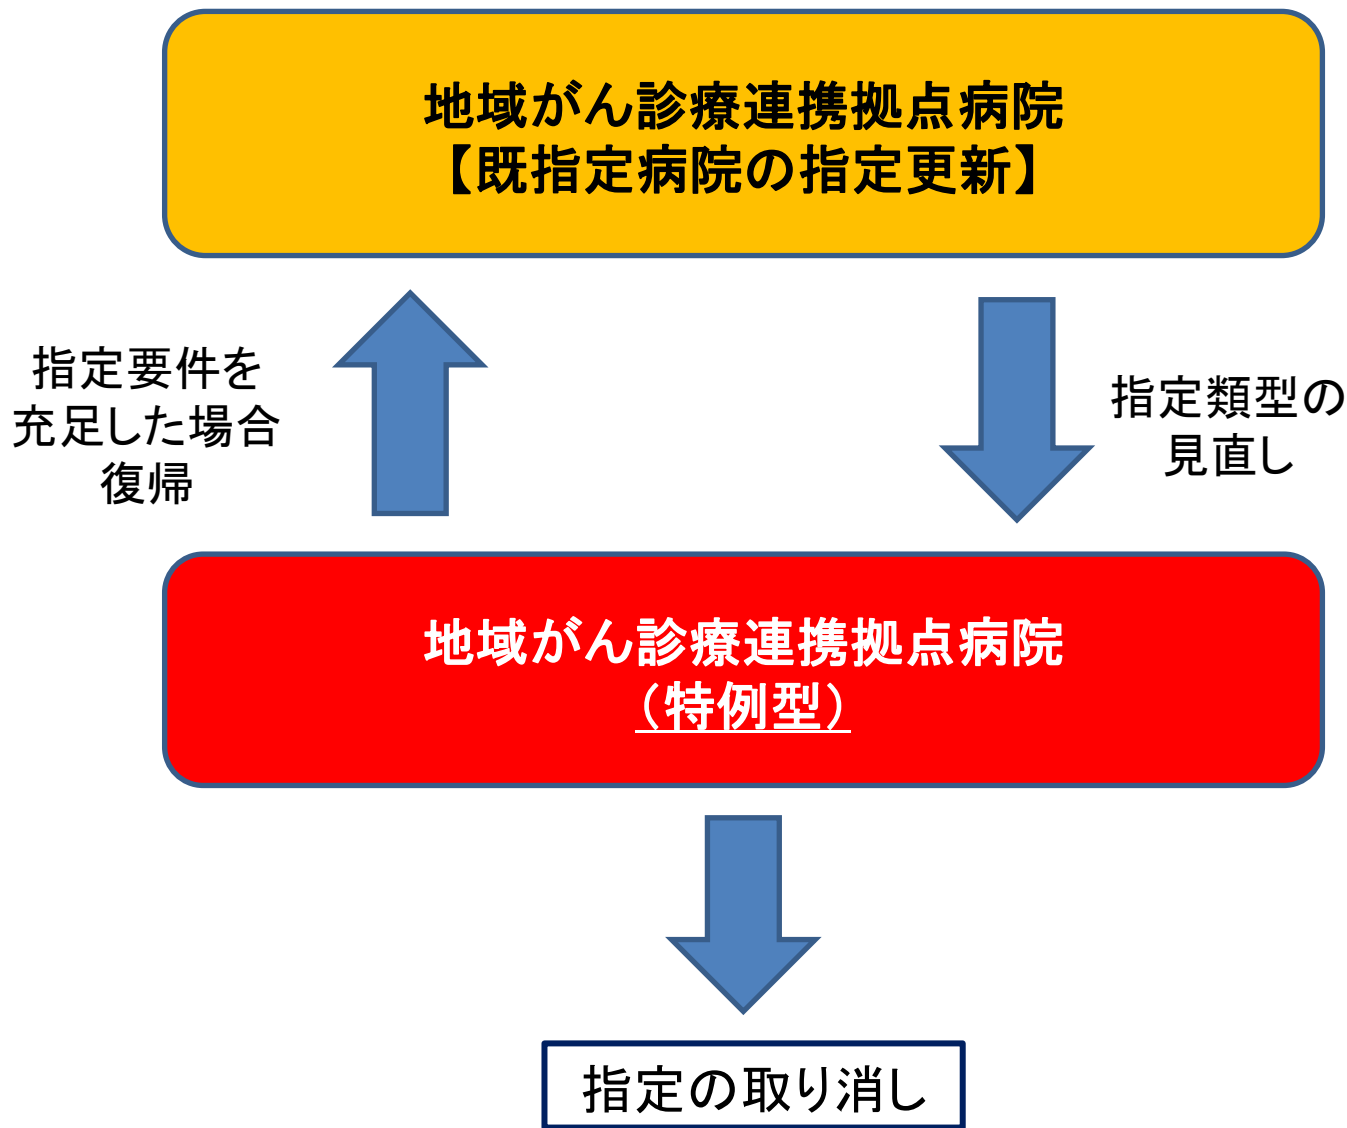 地域がん診療連携拠点病院
【既指定病院の指定更新】
指定要件を
充足した場合
復帰
指定類型の
見直し
地域がん診療連携拠点病院
（特例型）
指定の取り消し